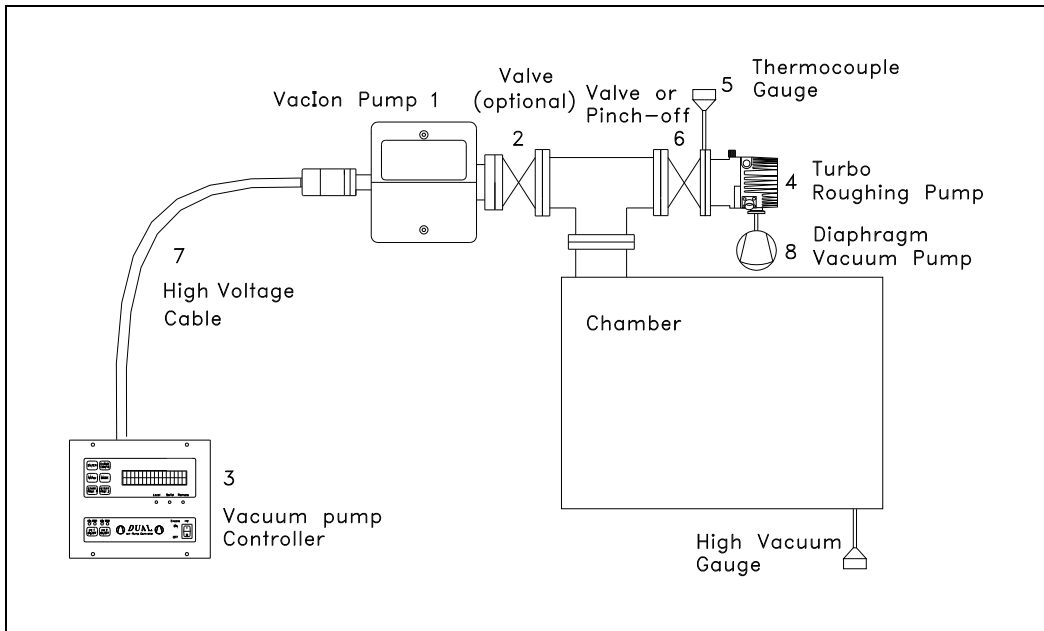 Thermocouple
Gauge
5
Valve
(optional)
2
Valve or
Pinch-off
6
VacIon Pump 1
4 Turbo
Roughing Pump
8 Diaphragm
Vacuum Pump
7
High Voltage
Cable
Chamber
3
Vacuum pump
Controller
DUAL
High Vacuum
Gauge